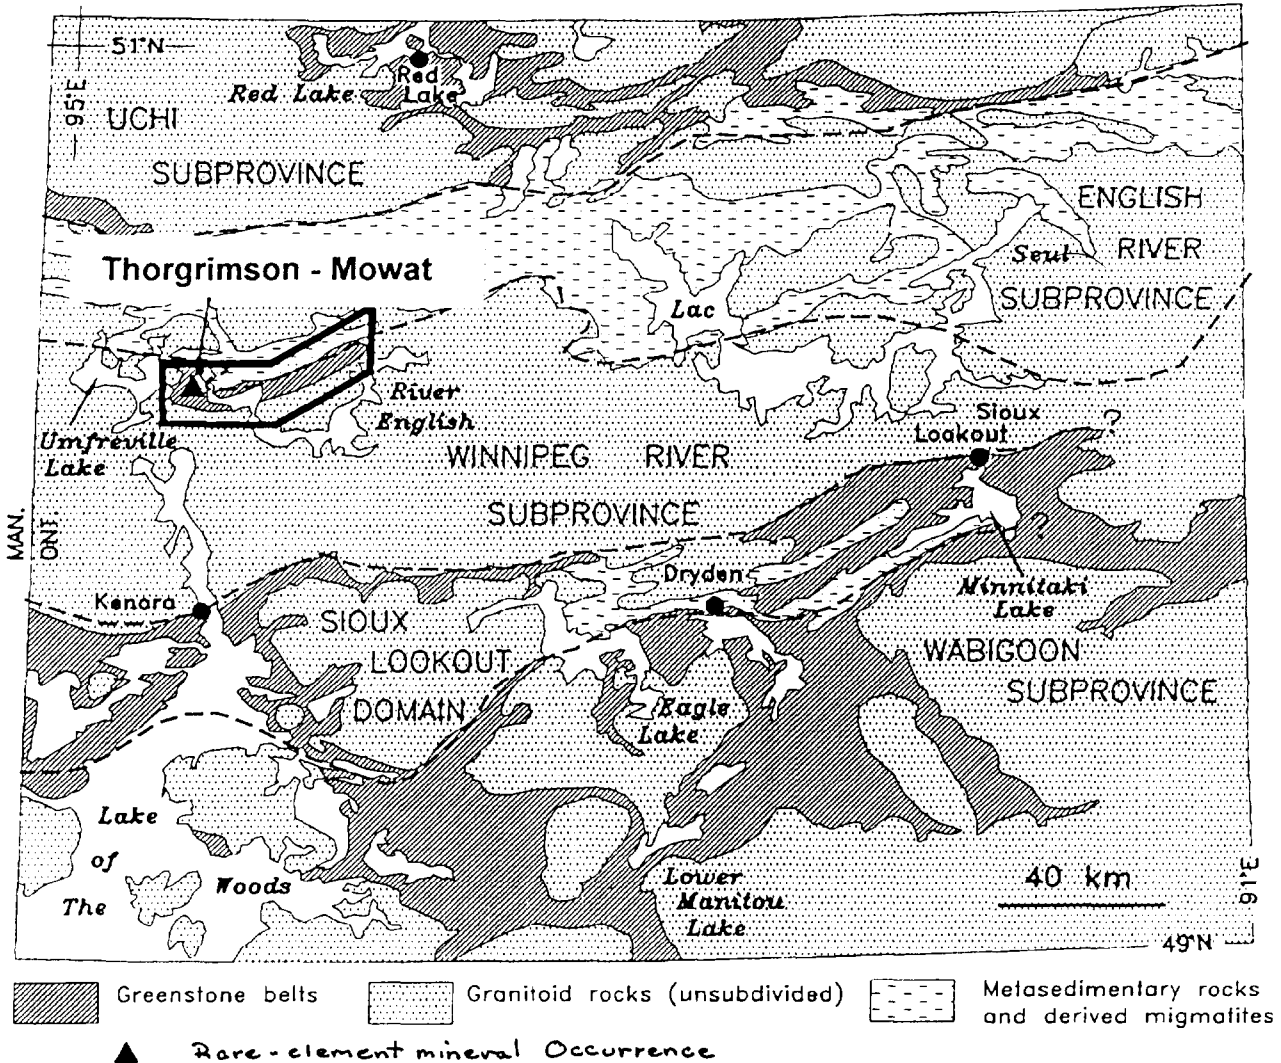 51°N
95°E
Red
Lake
Red Lake
UCHI
SUBPROVINCE
ENGLISH
RIVER
SUBPROVINCE
Seul
Lac
Thorgrimson - Mowat
River
English
Umfreville
Lake
WINNIPEG RIVER
SUBPROVINCE
Sioux
Lookout
?
?
MAN.
ONT.
Kenora
Dryden
Minnitaki
Lake
SIOUX
LOOKOUT
DOMAIN
WABIGOON
SUBPROVINCE
Eagle
Lake
Lake
of
The
Woods
Lower
Manitou
Lake
40 km
91°E
49°N
Greenstone belts
Granitoid rocks (unsubdivided)
Metasedimentary rocks
and derived migmatites
Rare-element mineral Occurrence